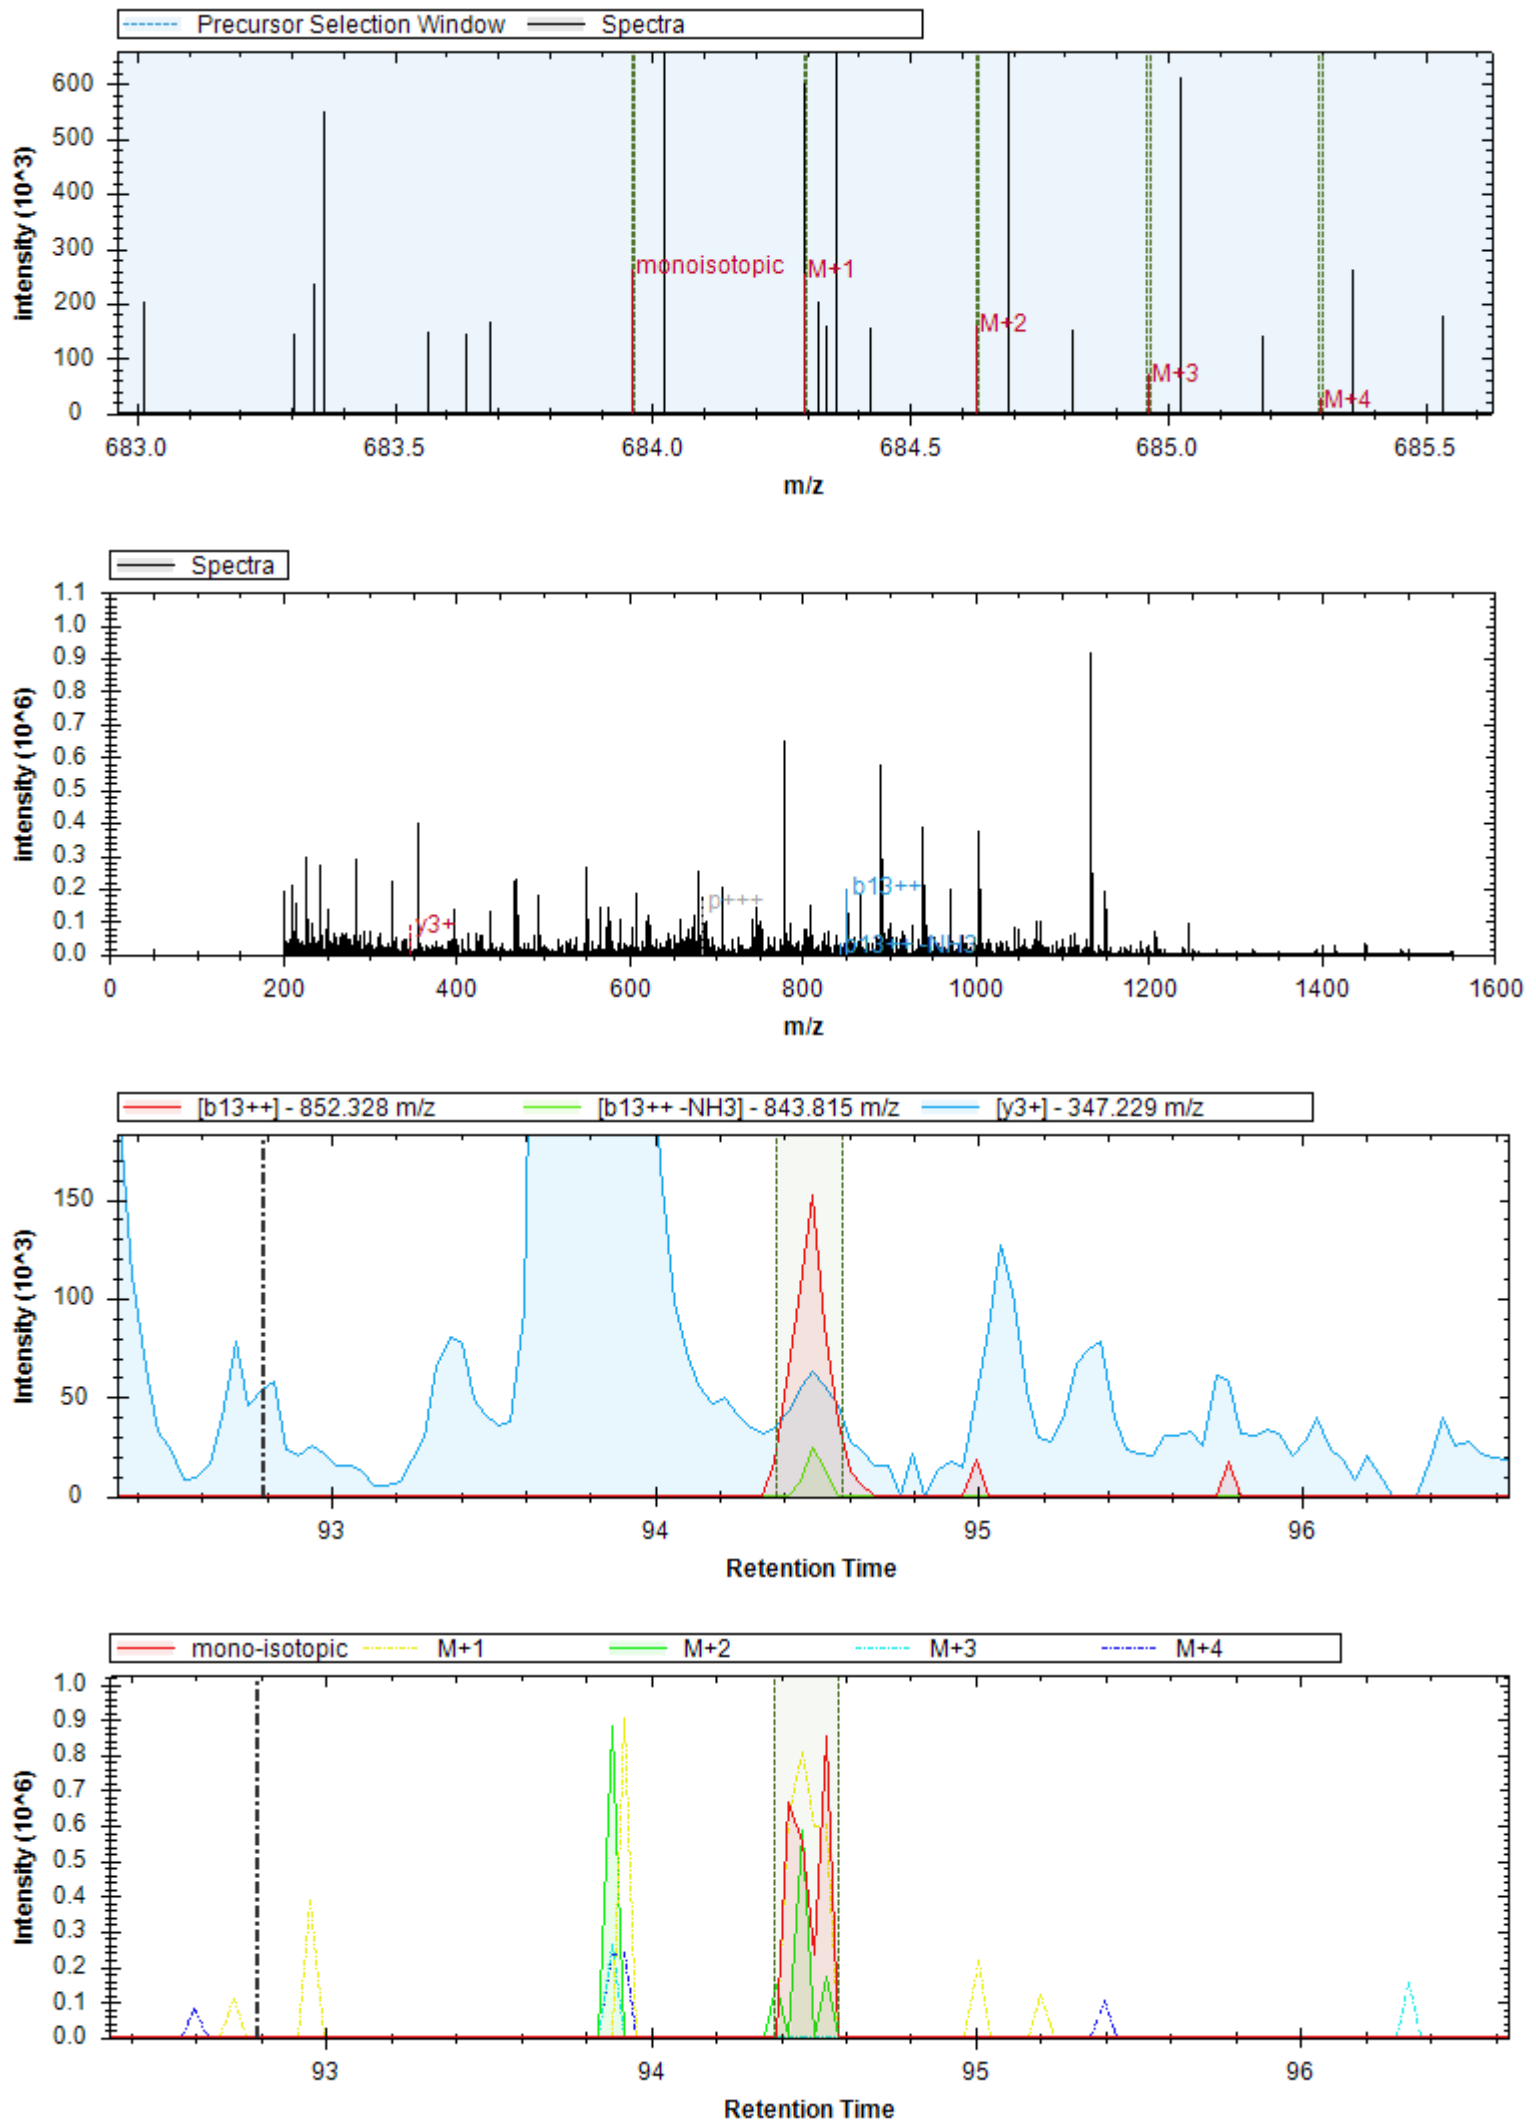 Precursor Selection Window Spectra
600
500
400
300
200
100
0
intensity (10^3)
monoisotopic M+1
M+2
M+3
M+4
683.0 683.5 684.0 684.5 685.0 685.5
m/z
Spectra
1.1
1.0
0.9
0.8
0.7
0.6
0.5
0.4
0.3
0.2
0.1
0.0
intensity (10^6)
b13++
p+++
y3+
b13++ -NH3
0 200 400 600 800 1000 1200 1400 1600
m/z
[b13++] - 852.328 m/z [b13++ -NH3] - 843.815 m/z [y3+] - 347.229 m/z
150
100
50
0
Intensity (10^3)
93 94 95 96
Retention Time
mono-isotopic M+1 M+2 M+3 M+4
1.0
0.9
0.8
0.7
0.6
0.5
0.4
0.3
0.2
0.1
0.0
Intensity (10^6)
93 94 95 96
Retention Time